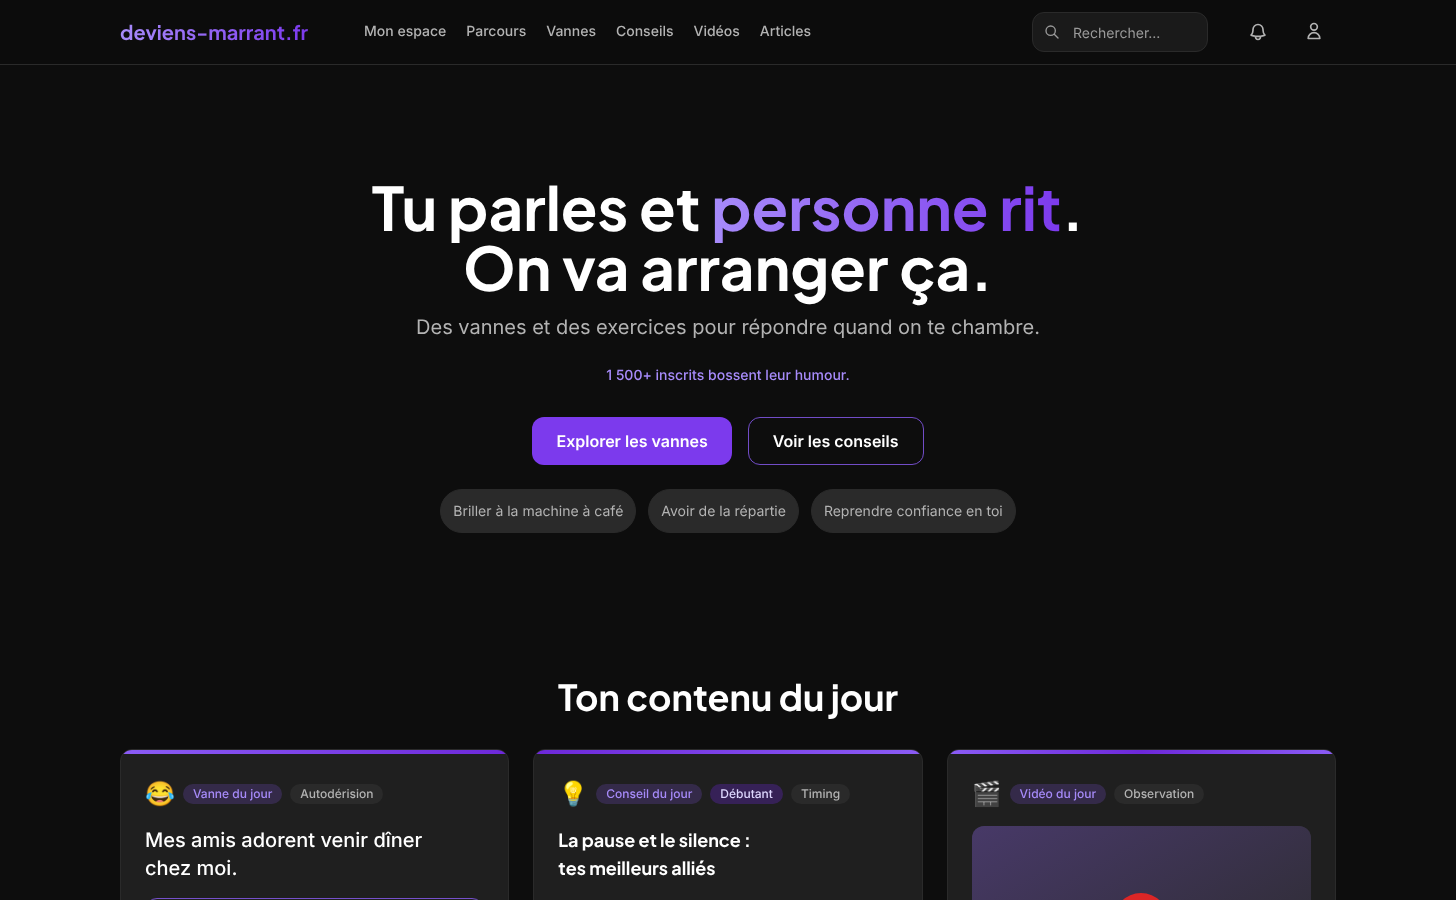 deviens-marrant.fr
Mon espace
Parcours
Vannes
Conseils
Vidéos
Articles
Rechercher...
Tu parles et personne rit.
On va arranger ça.
Des vannes et des exercices pour répondre quand on te chambre.
1 500+ inscrits bossent leur humour.
Explorer les vannes
Voir les conseils
Briller à la machine à café
Avoir de la répartie
Reprendre confiance en toi
Ton contenu du jour
Vanne du jour
Autodérision
Mes amis adorent venir dîner
chez moi.
Conseil du jour
Débutant
Timing
La pause et le silence :
tes meilleurs alliés
Vidéo du jour
Observation